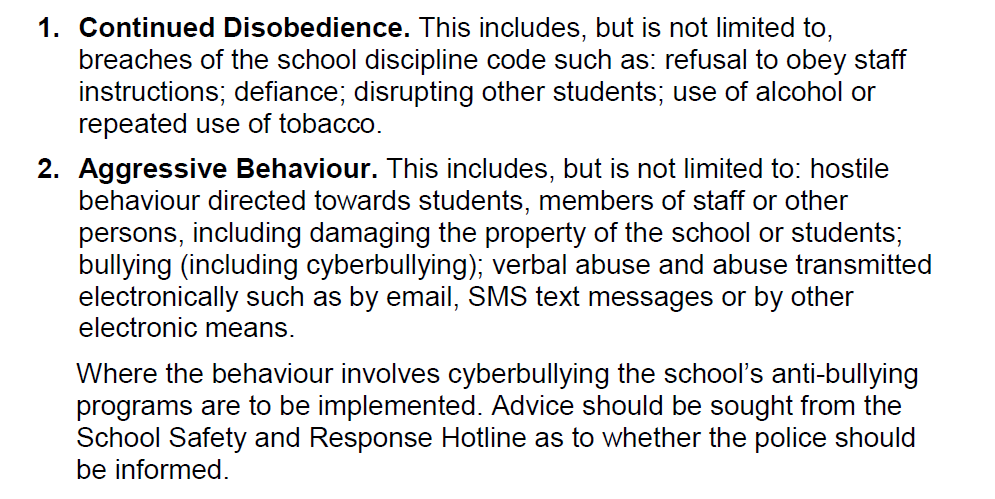 1. Continued Disobedience. This includes, but is not limited to,
breaches of the school discipline code such as: refusal to obey staff
instructions; defiance; disrupting other students; use of alcohol or
repeated use of tobacco.
2. Aggressive Behaviour. This includes, but is not limited to: hostile
behaviour directed towards students, members of staff or other
persons, including damaging the property of the school or students;
bullying (including cyberbullying); verbal abuse and abuse transmitted
electronically such as by email, SMS text messages or by other
electronic means.
Where the behaviour involves cyberbullying the school’s anti-bullying
programs are to be implemented. Advice should be sought from the
School Safety and Response Hotline as to whether the police should
be informed.